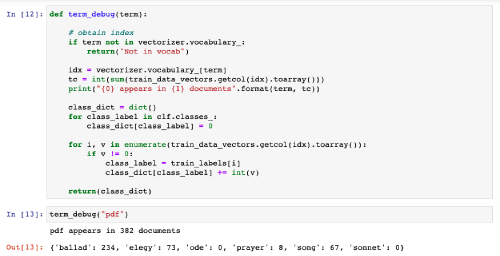 In [12]: def term_debug(term):
# obtain index
if term not in vectorizer.vocabulary_:
return("Not in vocab")
idx = vectorizer.vocabulary_[term]
tc = int(sum(train_data_vectors.getcol(idx).toarray()))
print("{0} appears in {1} documents".format(term, tc))
class_dict = dict()
for class_label in clf.classes_:
class_dict[class_label] = 0
for i, v in enumerate(train_data_vectors.getcol(idx).toarray()):
if v != 0:
class_label = train_labels[i]
class_dict[class_label] += int(v)
return(class_dict)
In [13]: term_debug("pdf")
pdf appears in 382 documents
Out[13]: {'ballad': 234, 'elegy': 73, 'ode': 0, 'prayer': 8, 'song': 67, 'sonnet': 0}